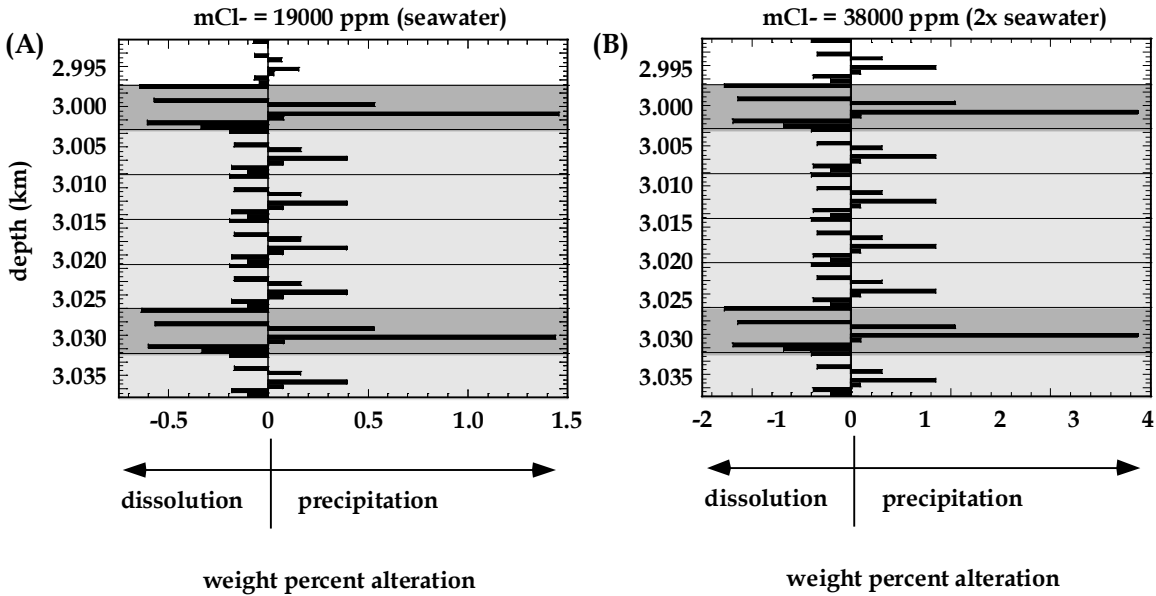 mCl- = 19000 ppm (seawater)
(A)
depth (km)
2.995
3.000
3.005
3.010
3.015
3.020
3.025
3.030
3.035
-0.5 0 0.5 1.0 1.5
dissolution precipitation
weight percent alteration
mCl- = 38000 ppm (2x seawater)
(B)
2.995
3.000
3.005
3.010
3.015
3.020
3.025
3.030
3.035
-2 -1 0 1 2 3 4
dissolution precipitation
weight percent alteration